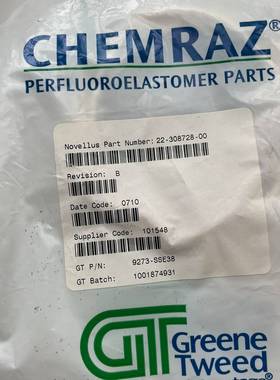 CHEMRAZ®
PERFLUOROELASTOMER PARTS
Novellus Part Number: 22-308728-00
Revision: B
Date Code: 0710
Supplier Code: 101548
GT P/N: 9273-SSE38
GT Batch: 1001874931
GT
Greene
Tweed